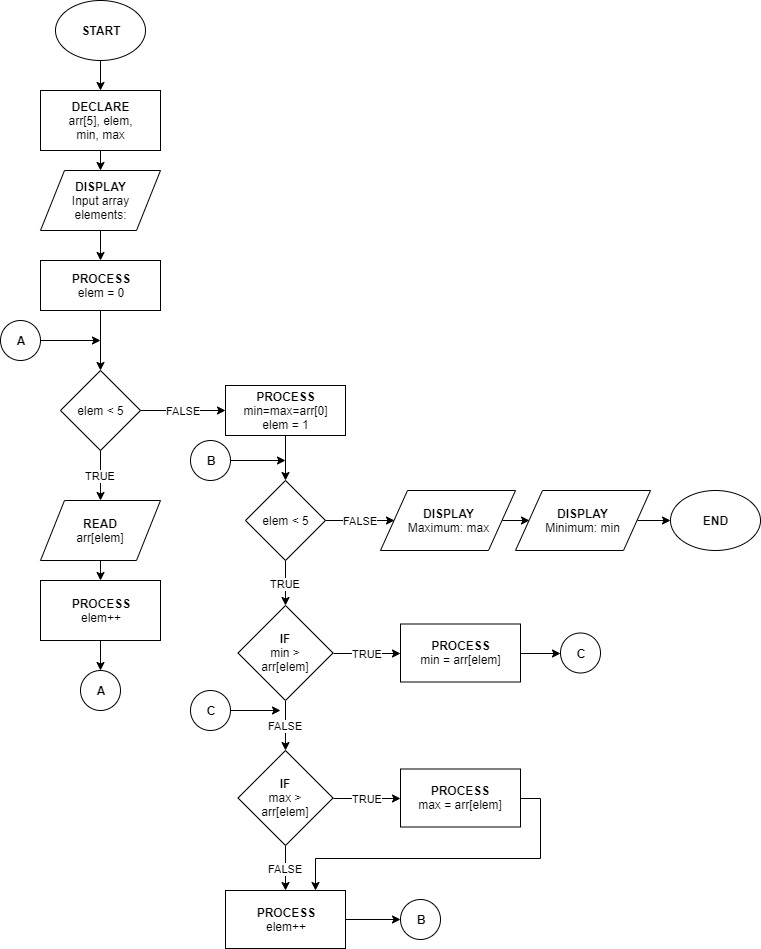 START
DECLARE
arr[5], elem,
min, max
DISPLAY
Input array
elements:
PROCESS
elem = 0
A
elem < 5
FALSE
PROCESS
min=max=arr[0]
elem = 1
TRUE
READ
arr[elem]
PROCESS
elem++
A
B
elem < 5
FALSE
DISPLAY
Maximum: max
DISPLAY
Minimum: min
END
TRUE
IF
min >
arr[elem]
TRUE
PROCESS
min = arr[elem]
C
C
FALSE
IF
max >
arr[elem]
TRUE
PROCESS
max = arr[elem]
FALSE
PROCESS
elem++
B